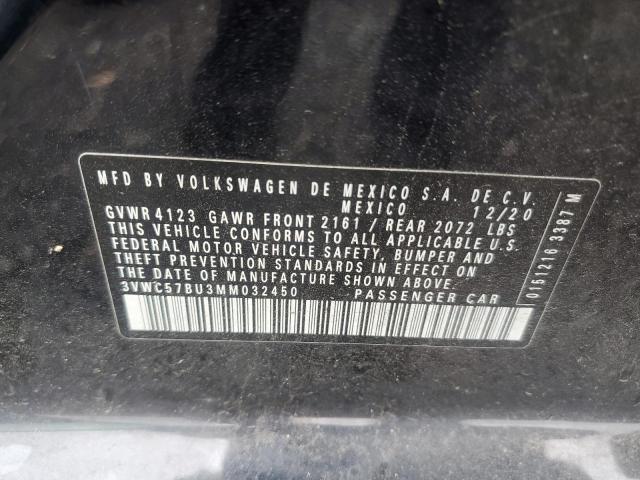 MFD BY VOLKSWAGEN DE MEXICO S.A. DE C.V.
MEXICO 12/20
GVWR 4123 GAWR FRONT 2161 / REAR 2072 LBS
THIS VEHICLE CONFORMS TO ALL APPLICABLE U.S.
FEDERAL MOTOR VEHICLE SAFETY, BUMPER AND
THEFT PREVENTION STANDARDS IN EFFECT ON
THE DATE OF MANUFACTURE SHOWN ABOVE.
3VWC57BU3MM032450 PASSENGER CAR
0151216 3387 M